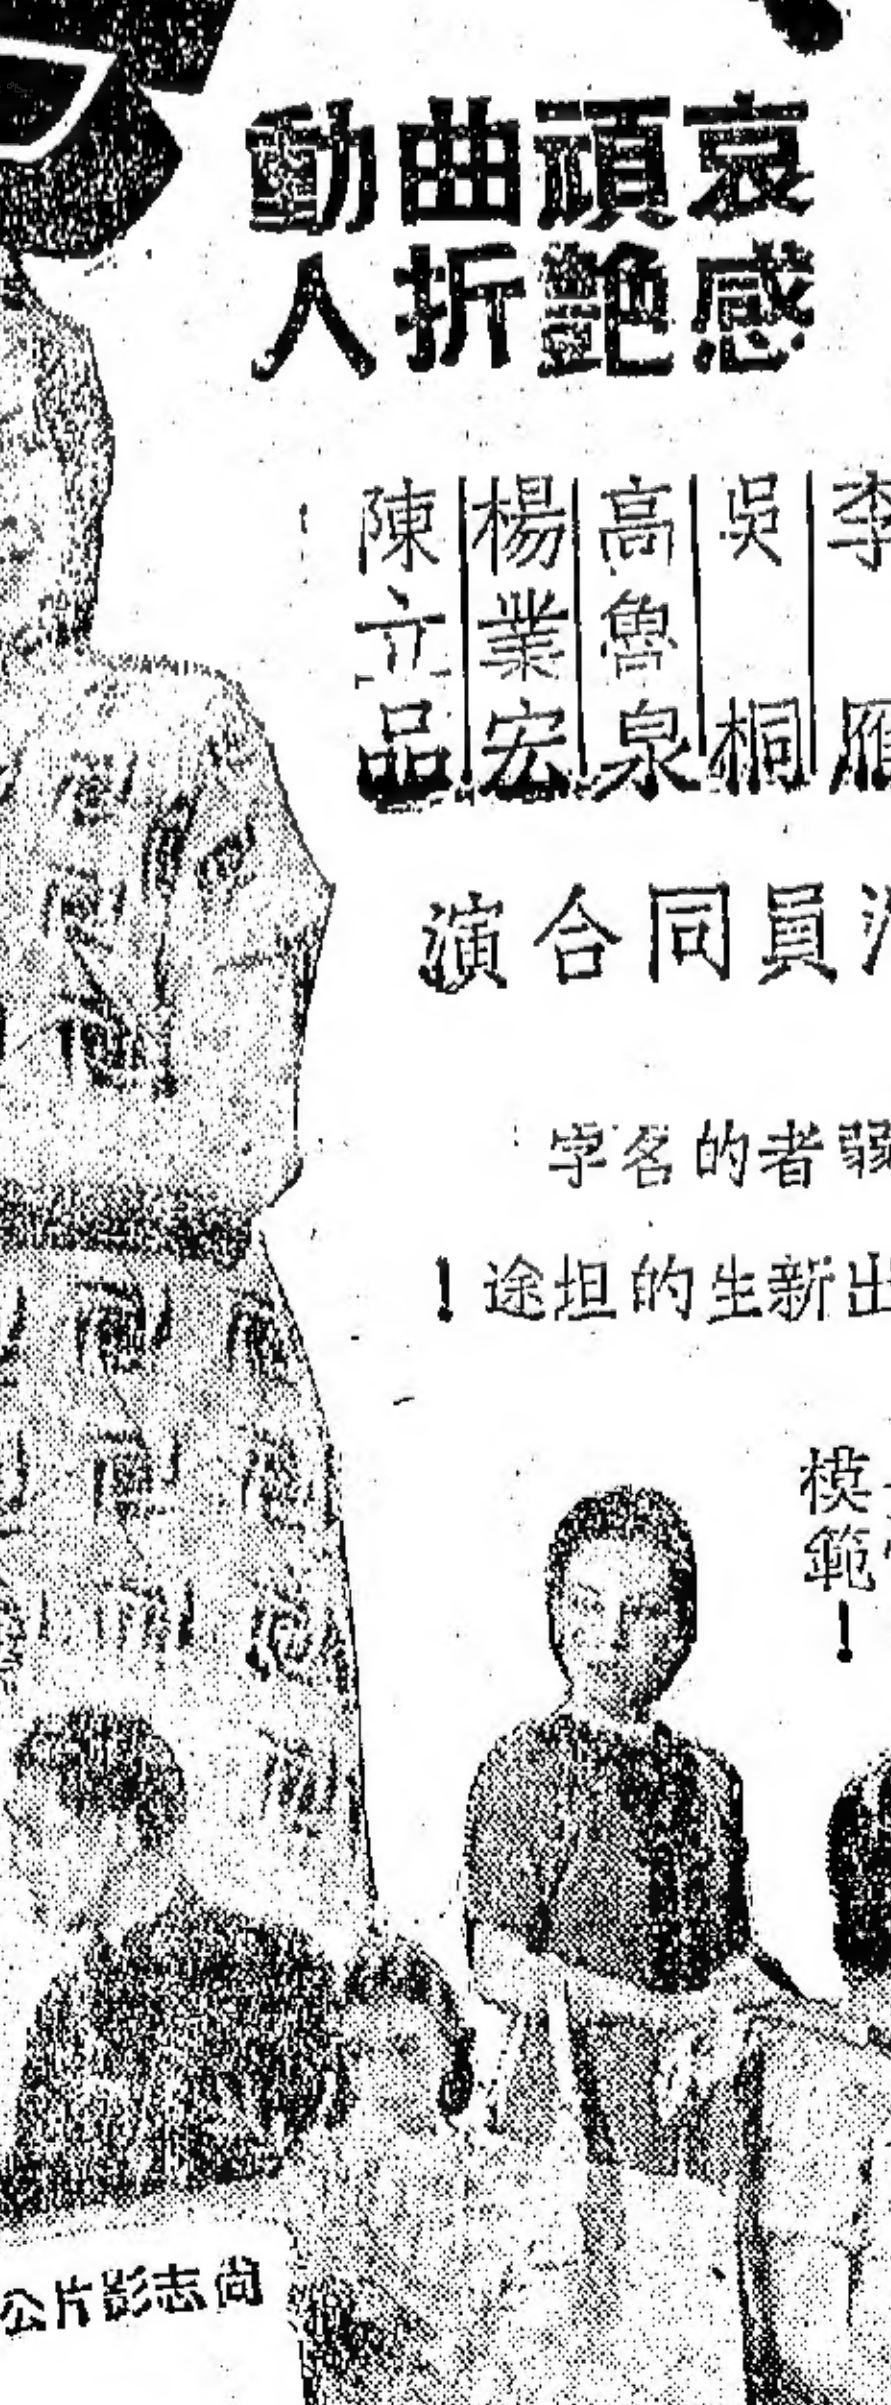 哀感
頑艷
曲折
動人
李雁
吳桐
高魯泉
楊業宏
陳立品
員同合演
弱者的名字
出新生的坦途！
模範！
尚志影片公